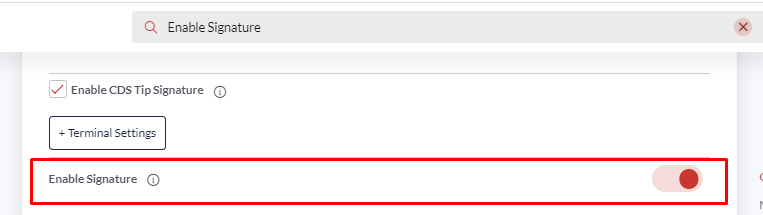 Enable Signature
Enable CDS Tip Signature
+ Terminal Settings
Enable Signature